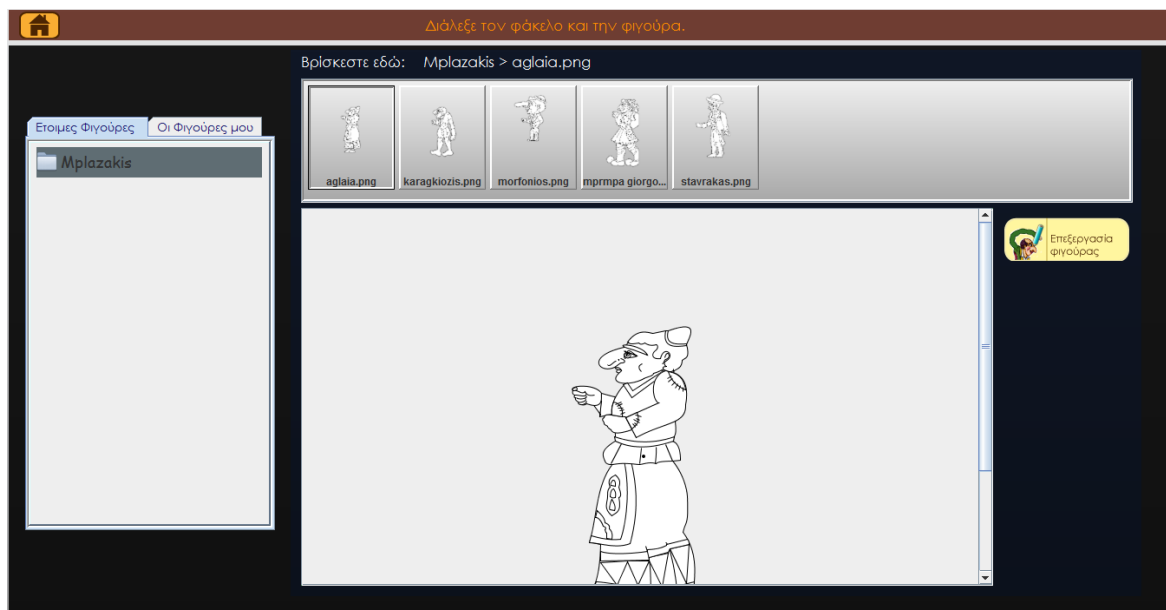 Διάλεξε τον φάκελο και την φιγούρα.
Βρίσκεστε εδώ: Mplazakis > aglaia.png
Έτοιμες Φιγούρες Οι Φιγούρες μου
Mplazakis
aglaia.png karagkiozis.png morfonios.png mprmpa giorgo... stavrakas.png
Επεξεργασία
φιγούρας